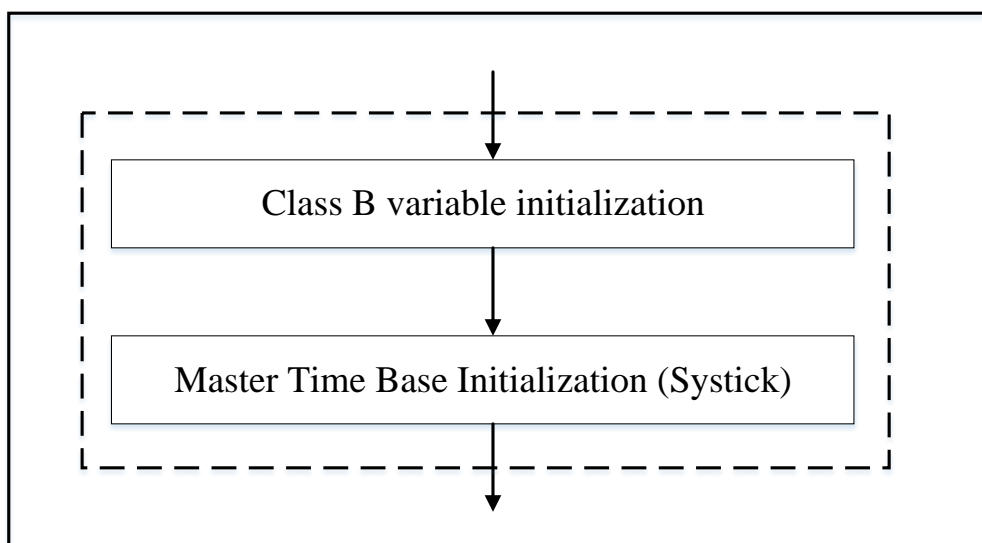 Class B variable initialization
Master Time Base Initialization (Systick)